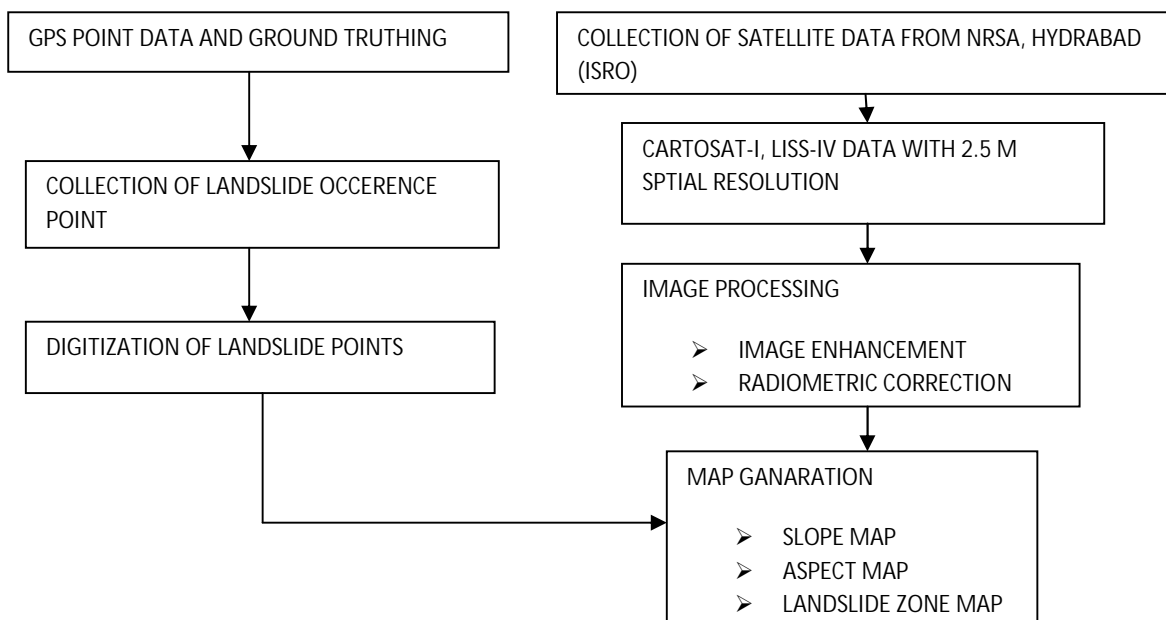 GPS POINT DATA AND GROUND TRUTHING
COLLECTION OF LANDSLIDE OCCERENCE
POINT
DIGITIZATION OF LANDSLIDE POINTS
COLLECTION OF SATELLITE DATA FROM NRSA, HYDRABAD
(ISRO)
CARTOSAT-I, LISS-IV DATA WITH 2.5 M
SPTIAL RESOLUTION
IMAGE PROCESSING
➢ IMAGE ENHANCEMENT
➢ RADIOMETRIC CORRECTION
MAP GANARATION
➢ SLOPE MAP
➢ ASPECT MAP
➢ LANDSLIDE ZONE MAP